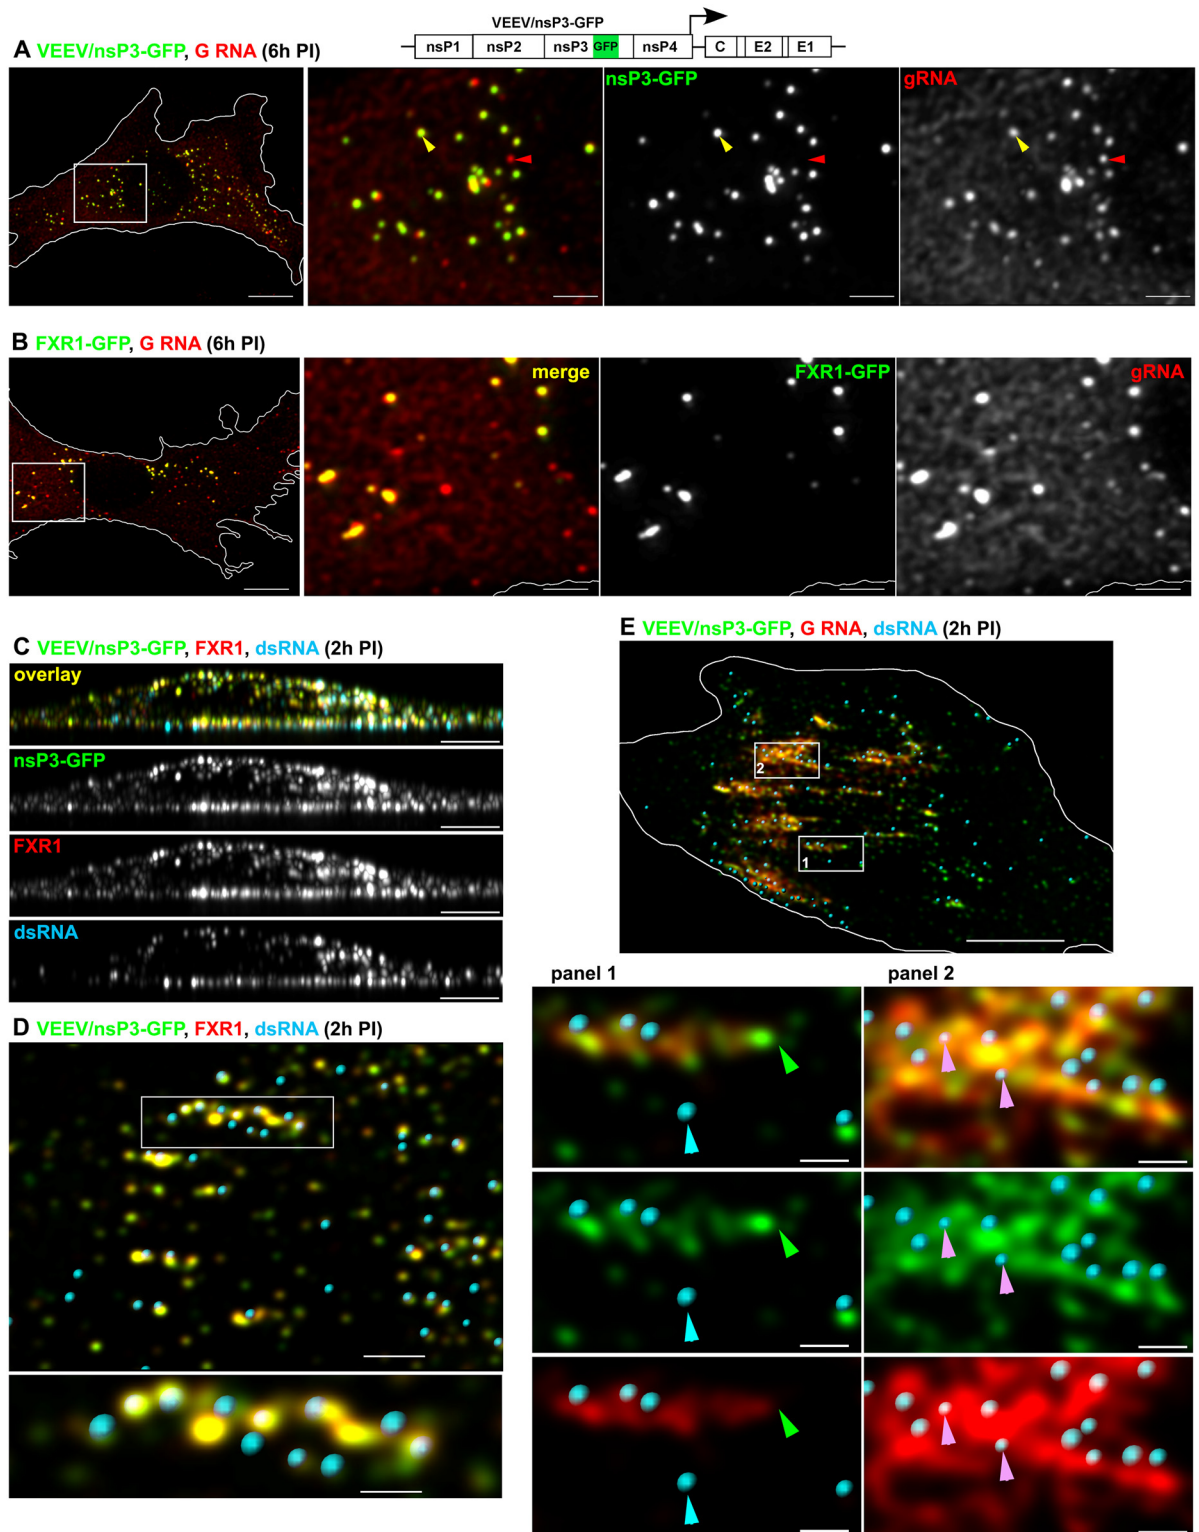 VEEV/nsP3-GFP
nsP1 nsP2 nsP3 GFP nsP4 C E2 E1
A VEEV/nsP3-GFP, G RNA (6h PI)
nsP3-GFP gRNA
B FXR1-GFP, G RNA (6h PI)
merge FXR1-GFP gRNA
C VEEV/nsP3-GFP, FXR1, dsRNA (2h PI)
overlay
nsP3-GFP
FXR1
dsRNA
D VEEV/nsP3-GFP, FXR1, dsRNA (2h PI)
E VEEV/nsP3-GFP, G RNA, dsRNA (2h PI)
2
1
panel 1 panel 2